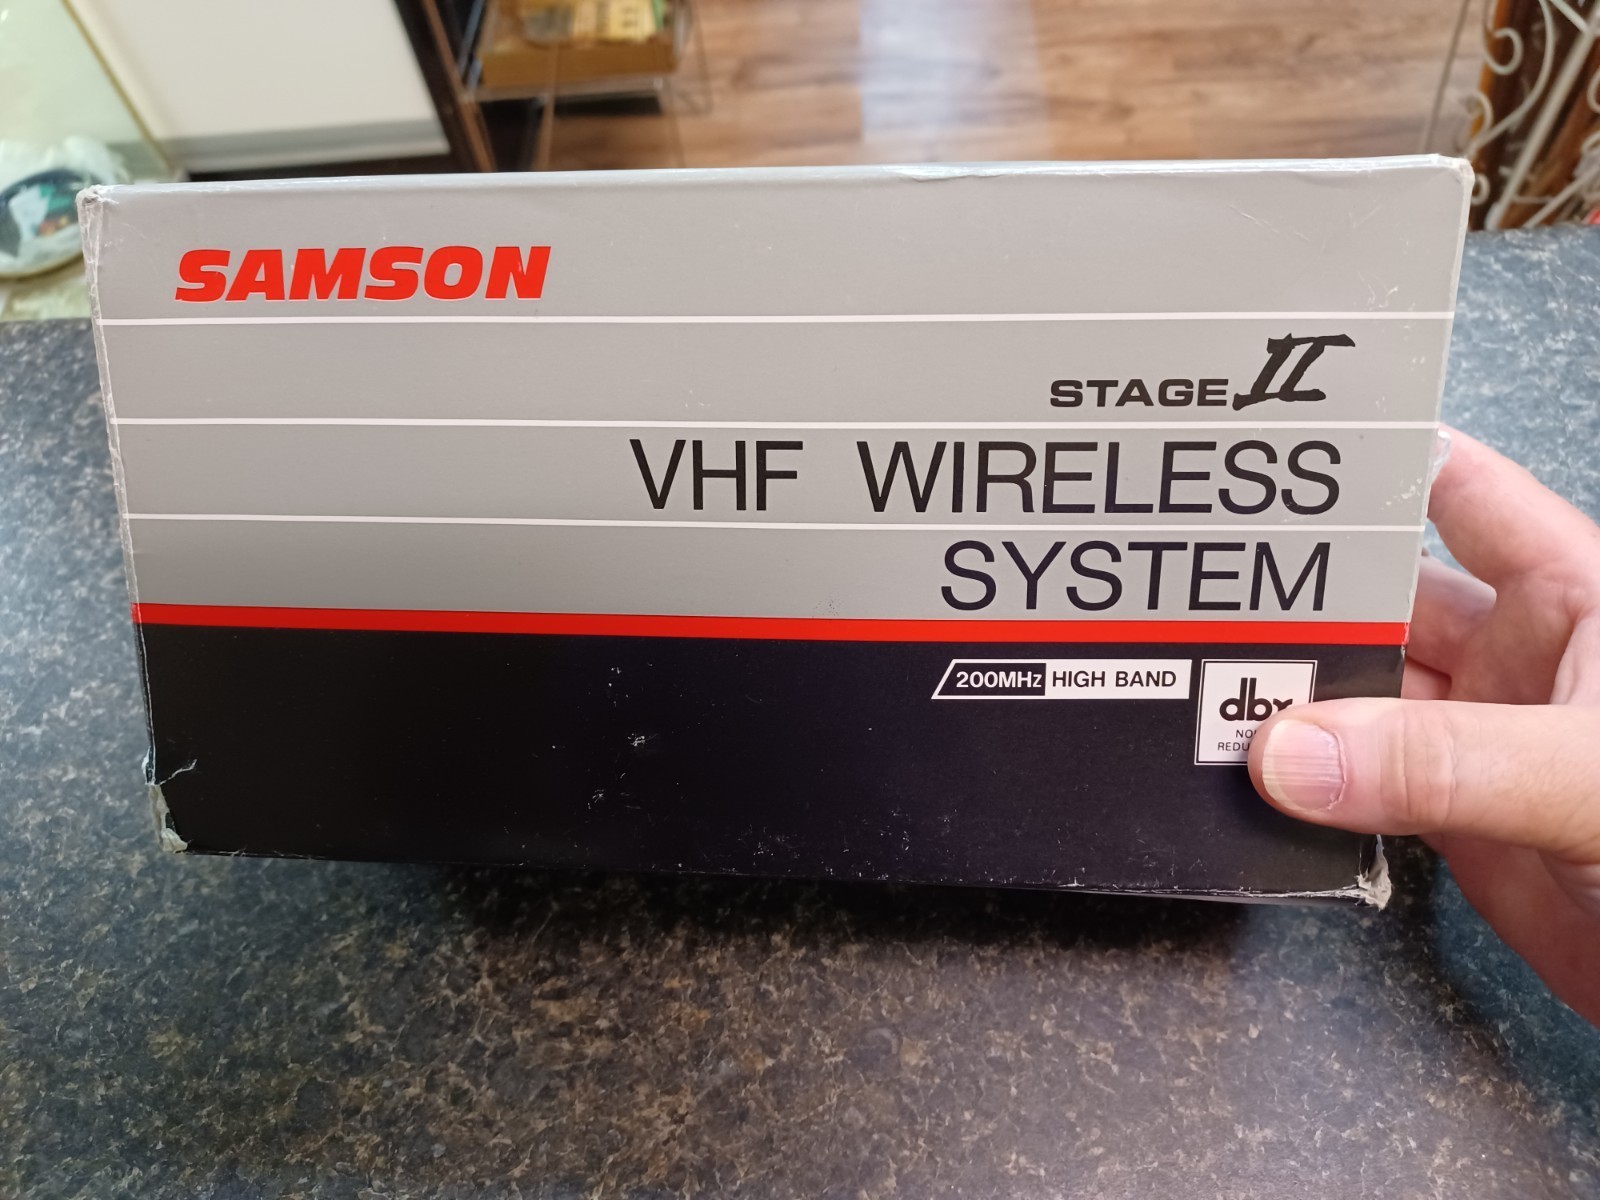 SAMSON
STAGE II
VHF WIRELESS
SYSTEM
200MHz HIGH BAND
dbx